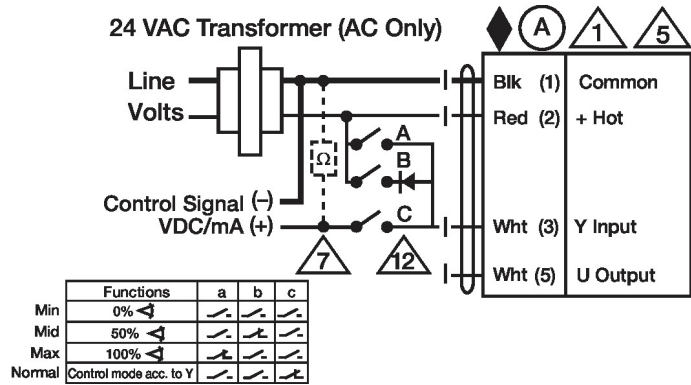 24 VAC Transformer (AC Only)
A
1
5
Line
Volts
Blk (1) Common
Red (2) + Hot
A
Ω
B
Control Signal (–)
VDC/mA (+)
C
Wht (3) Y Input
7
12
Wht (5) U Output
Functions a b c
Min 0%
Mid 50%
Max 100%
Normal Control mode acc. to Y